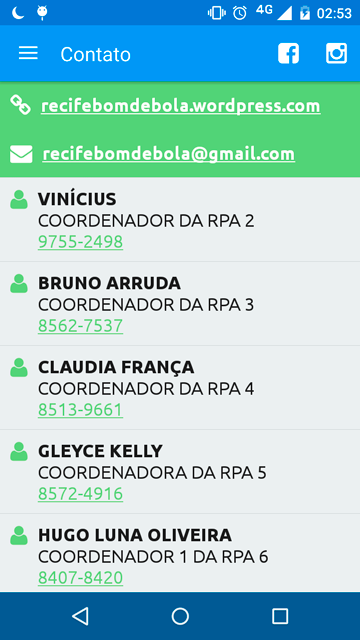 4G 02:53
Contato
recifebomdebola.wordpress.com
recifebomdebola@gmail.com
VINÍCIUS
COORDENADOR DA RPA 2
9755-2498
BRUNO ARRUDA
COORDENADOR DA RPA 3
8562-7537
CLAUDIA FRANÇA
COORDENADOR DA RPA 4
8513-9661
GLEYCE KELLY
COORDENADORA DA RPA 5
8572-4916
HUGO LUNA OLIVEIRA
COORDENADOR 1 DA RPA 6
8407-8420